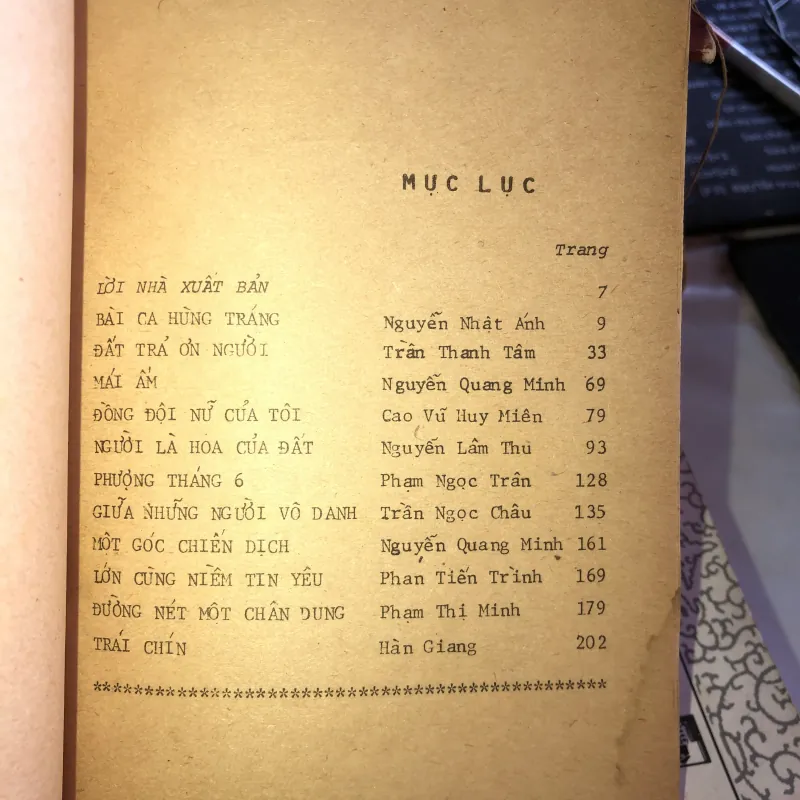 MỤC LỤC
Trang
LỜI NHÀ XUẤT BẢN 7
BÀI CA HÙNG TRÁNG Nguyễn Nhật Ánh 9
ĐẤT TRẢ ƠN NGƯỜI Trần Thanh Tâm 33
MÁI ẤM Nguyễn Quang Minh 69
ĐỒNG ĐỘI NỮ CỦA TÔI Cao Vũ Huy Miên 79
NGƯỜI LÀ HOA CỦA ĐẤT Nguyễn Lâm Thu 93
PHƯỢNG THÁNG 6 Phạm Ngọc Trân 128
GIỮA NHỮNG NGƯỜI VÔ DANH Trần Ngọc Châu 135
MỘT GÓC CHIẾN DỊCH Nguyễn Quang Minh 161
LỚN CÙNG NIỀM TIN YÊU Phan Tiến Trình 169
ĐƯỜNG NÉT MỘT CHÂN DUNG Phạm Thị Minh 179
TRÁI CHÍN Hàn Giang 202